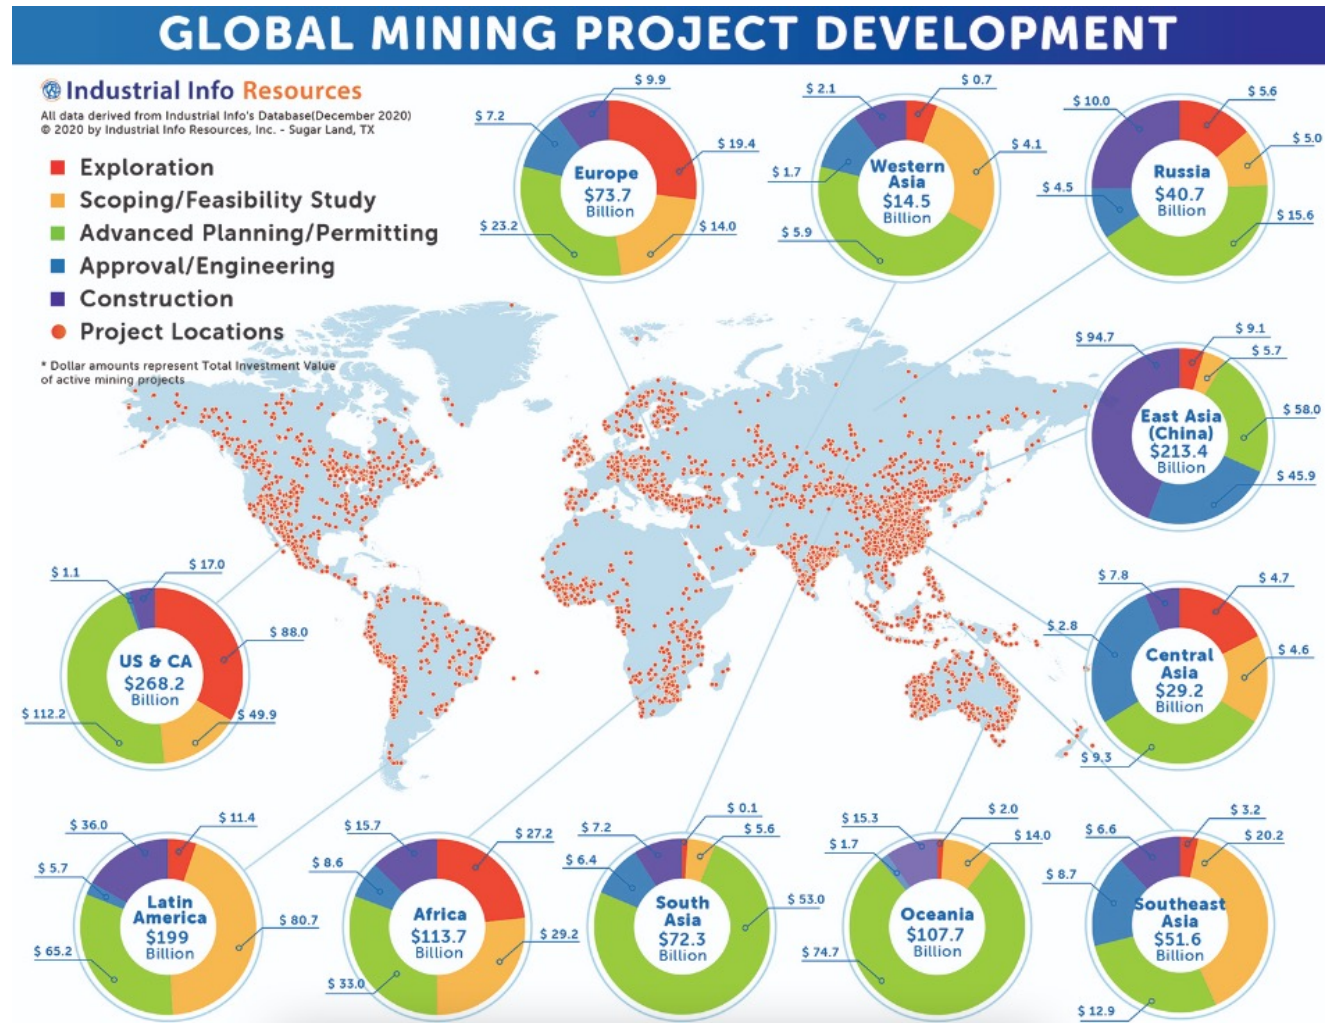 GLOBAL MINING PROJECT DEVELOPMENT
Industrial Info Resources
All data derived from Industrial Info's Database(December 2020)
© 2020 by Industrial Info Resources, Inc. - Sugar Land, TX
Exploration
Scoping/Feasibility Study
Advanced Planning/Permitting
Approval/Engineering
Construction
Project Locations
* Dollar amounts represent Total Investment Value
of active mining projects
$ 9.9
$ 7.2
$ 19.4
Europe
$73.7
Billion
$ 23.2
$ 14.0
$ 2.1
$ 0.7
$ 4.1
$ 1.7
Western
Asia
$14.5
Billion
$ 5.9
$ 10.0
$ 5.6
$ 5.0
$ 4.5
Russia
$40.7
Billion
$ 15.6
$ 94.7
$ 9.1
$ 5.7
$ 58.0
East Asia
(China)
$213.4
Billion
$ 45.9
$ 7.8
$ 4.7
$ 2.8
$ 4.6
Central
Asia
$29.2
Billion
$ 9.3
$ 1.1
$ 17.0
$ 88.0
US & CA
$268.2
Billion
$ 112.2
$ 49.9
$ 36.0
$ 11.4
$ 5.7
Latin
America
$199
Billion
$ 80.7
$ 65.2
$ 15.7
$ 27.2
$ 8.6
Africa
$113.7
Billion
$ 29.2
$ 33.0
$ 7.2
$ 0.1
$ 5.6
$ 6.4
South
Asia
$72.3
Billion
$ 53.0
$ 15.3
$ 2.0
$ 14.0
$ 1.7
Oceania
$107.7
Billion
$ 74.7
$ 6.6
$ 3.2
$ 20.2
$ 8.7
Southeast
Asia
$51.6
Billion
$ 12.9